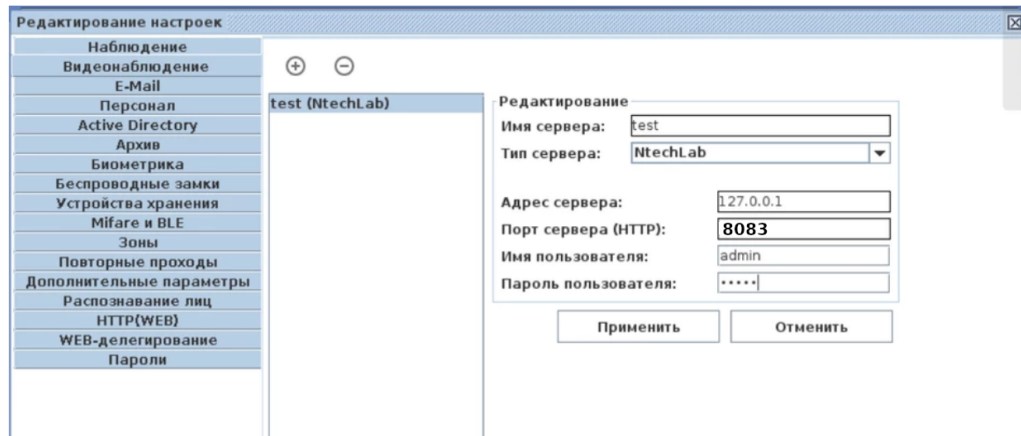 Редактирование настроек
Наблюдение
Видеонаблюдение
E-Mail
Персонал
Active Directory
Архив
Биометрика
Беспроводные замки
Устройства хранения
Mifare и BLE
Зоны
Повторные проходы
Дополнительные параметры
Распознавание лиц
HTTP(WEB)
WEB-делегирование
Пароли
test (NtechLab)
Редактирование
Имя сервера: test
Тип сервера: NtechLab
Адрес сервера: 127.0.0.1
Порт сервера (HTTP): 8083
Имя пользователя: admin
Пароль пользователя: •••••
Применить Отменить